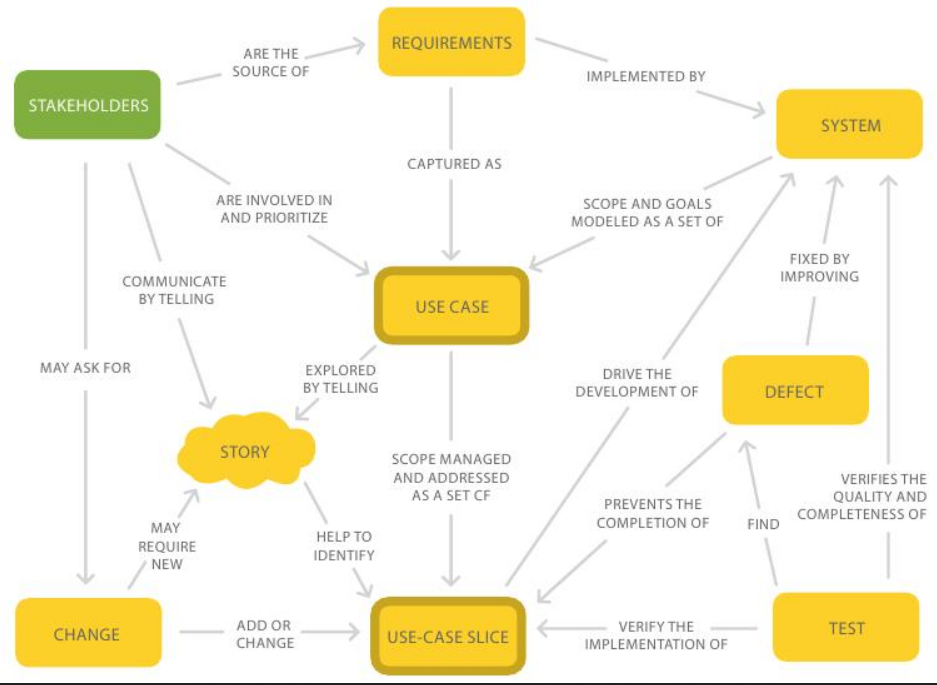 REQUIREMENTS
ARE THE
SOURCE OF
STAKEHOLDERS
IMPLEMENTED BY
SYSTEM
CAPTURED AS
ARE INVOLVED IN
AND PRIORITIZE
SCOPE AND GOALS
MODELED AS A SET OF
COMMUNICATE
BY TELLING
FIXED BY
IMPROVING
USE CASE
MAY ASK FOR
EXPLORED
BY TELLING
DRIVE THE
DEVELOPMENT OF
DEFECT
STORY
SCOPE MANAGED
AND ADDRESSED
AS A SET CF
VERIFIES THE
QUALITY AND
COMPLETENESS OF
PREVENTS THE
COMPLETION OF
FIND
MAY
REQUIRE
NEW
HELP TO
IDENTIFY
CHANGE
ADD OR
CHANGE
USE-CASE SLICE
VERIFY THE
IMPLEMENTATION OF
TEST